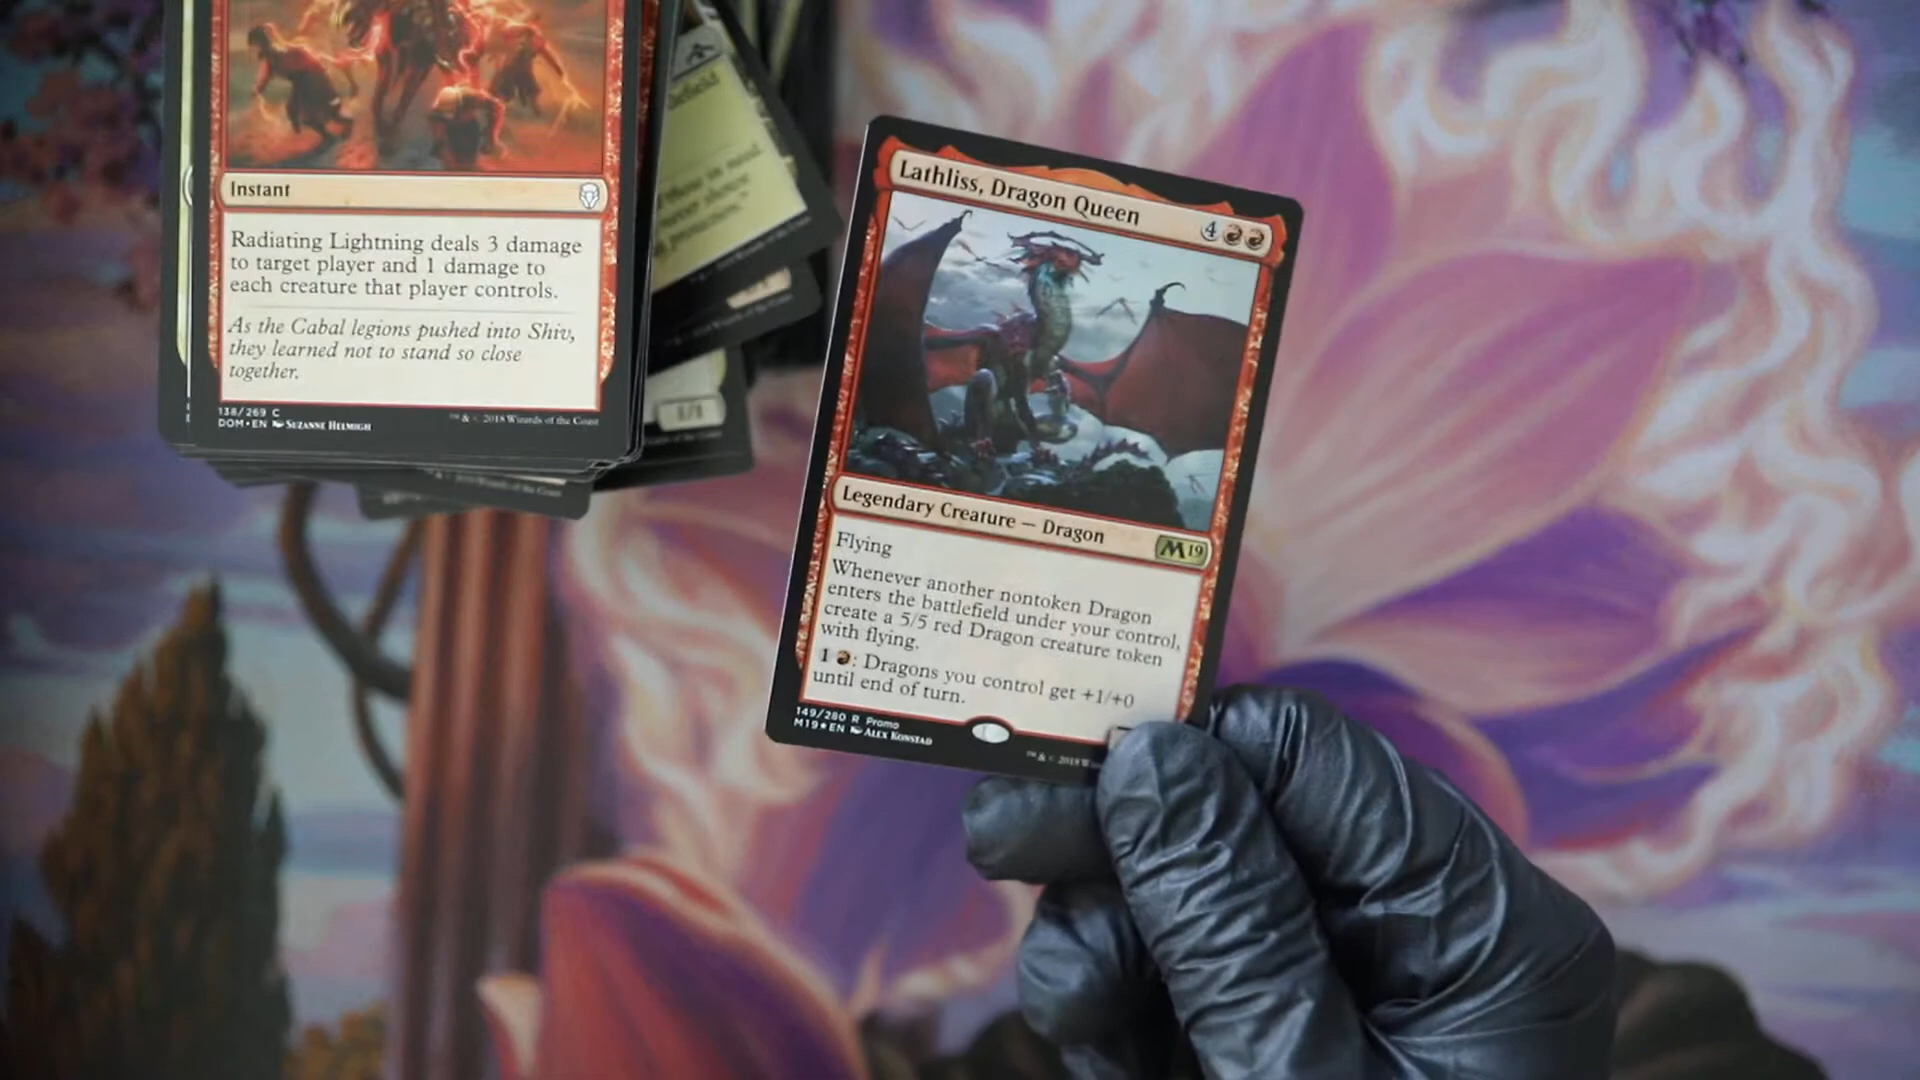 Instant
Radiating Lightning deals 3 damage
to target player and 1 damage to
each creature that player controls.
As the Cabal legions pushed into Shiv,
they learned not to stand so close
together.
138/269 C
DOM • EN SUZANNE HELMIGH
™ & © 2018 Wizards of the Coast
1/1
Lathliss, Dragon Queen
4
Legendary Creature — Dragon
M19
Flying
Whenever another nontoken Dragon
enters the battlefield under your control,
create a 5/5 red Dragon creature token
with flying.
1 : Dragons you control get +1/+0
until end of turn.
149/280 R Promo
M19★EN ALEX KONSTAD
™ & © 2018